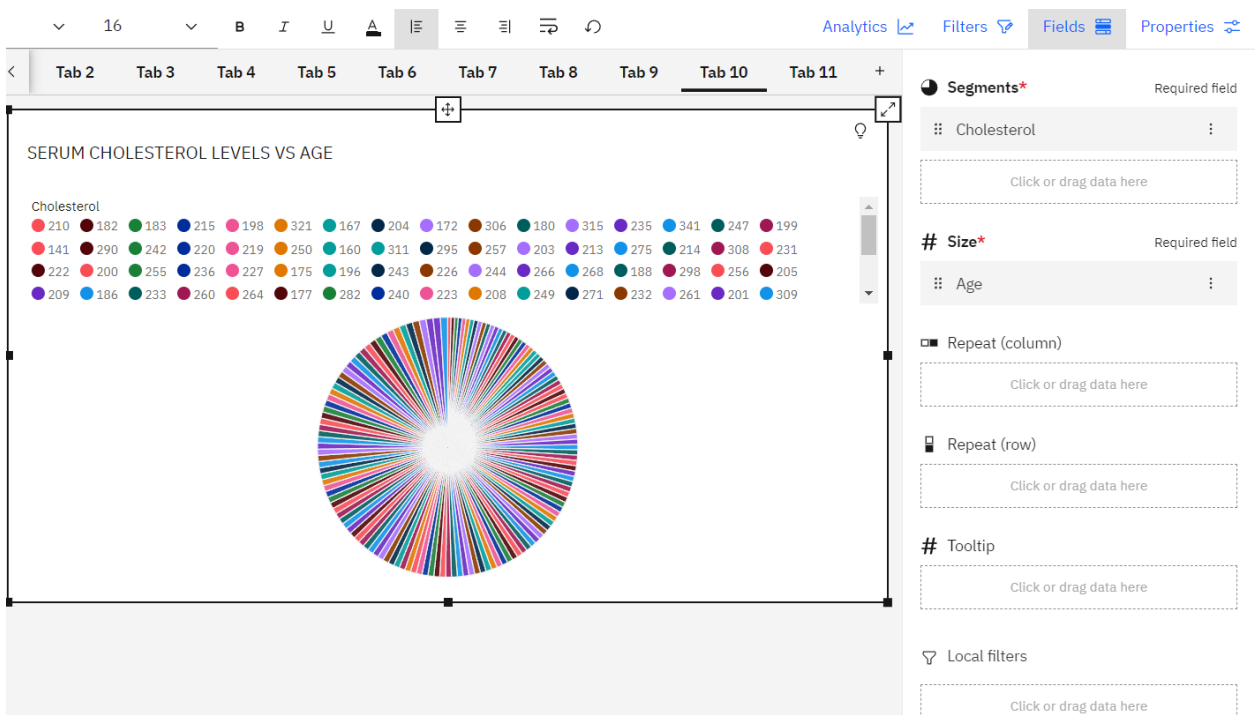 16 B I U A Analytics Filters Fields Properties
Tab 2 Tab 3 Tab 4 Tab 5 Tab 6 Tab 7 Tab 8 Tab 9 Tab 10 Tab 11 +
SERUM CHOLESTEROL LEVELS VS AGE
Cholesterol
210 182 183 215 198 321 167 204 172 306 180 315 235 341 247 199
141 290 242 220 219 250 160 311 295 257 203 213 275 214 308 231
222 200 255 236 227 175 196 243 226 244 266 268 188 298 256 205
209 186 233 260 264 177 282 240 223 208 249 271 232 261 201 309
Segments* Required field
Cholesterol
Click or drag data here
# Size* Required field
Age
Click or drag data here
Repeat (column)
Click or drag data here
Repeat (row)
Click or drag data here
# Tooltip
Click or drag data here
Local filters
Click or drag data here